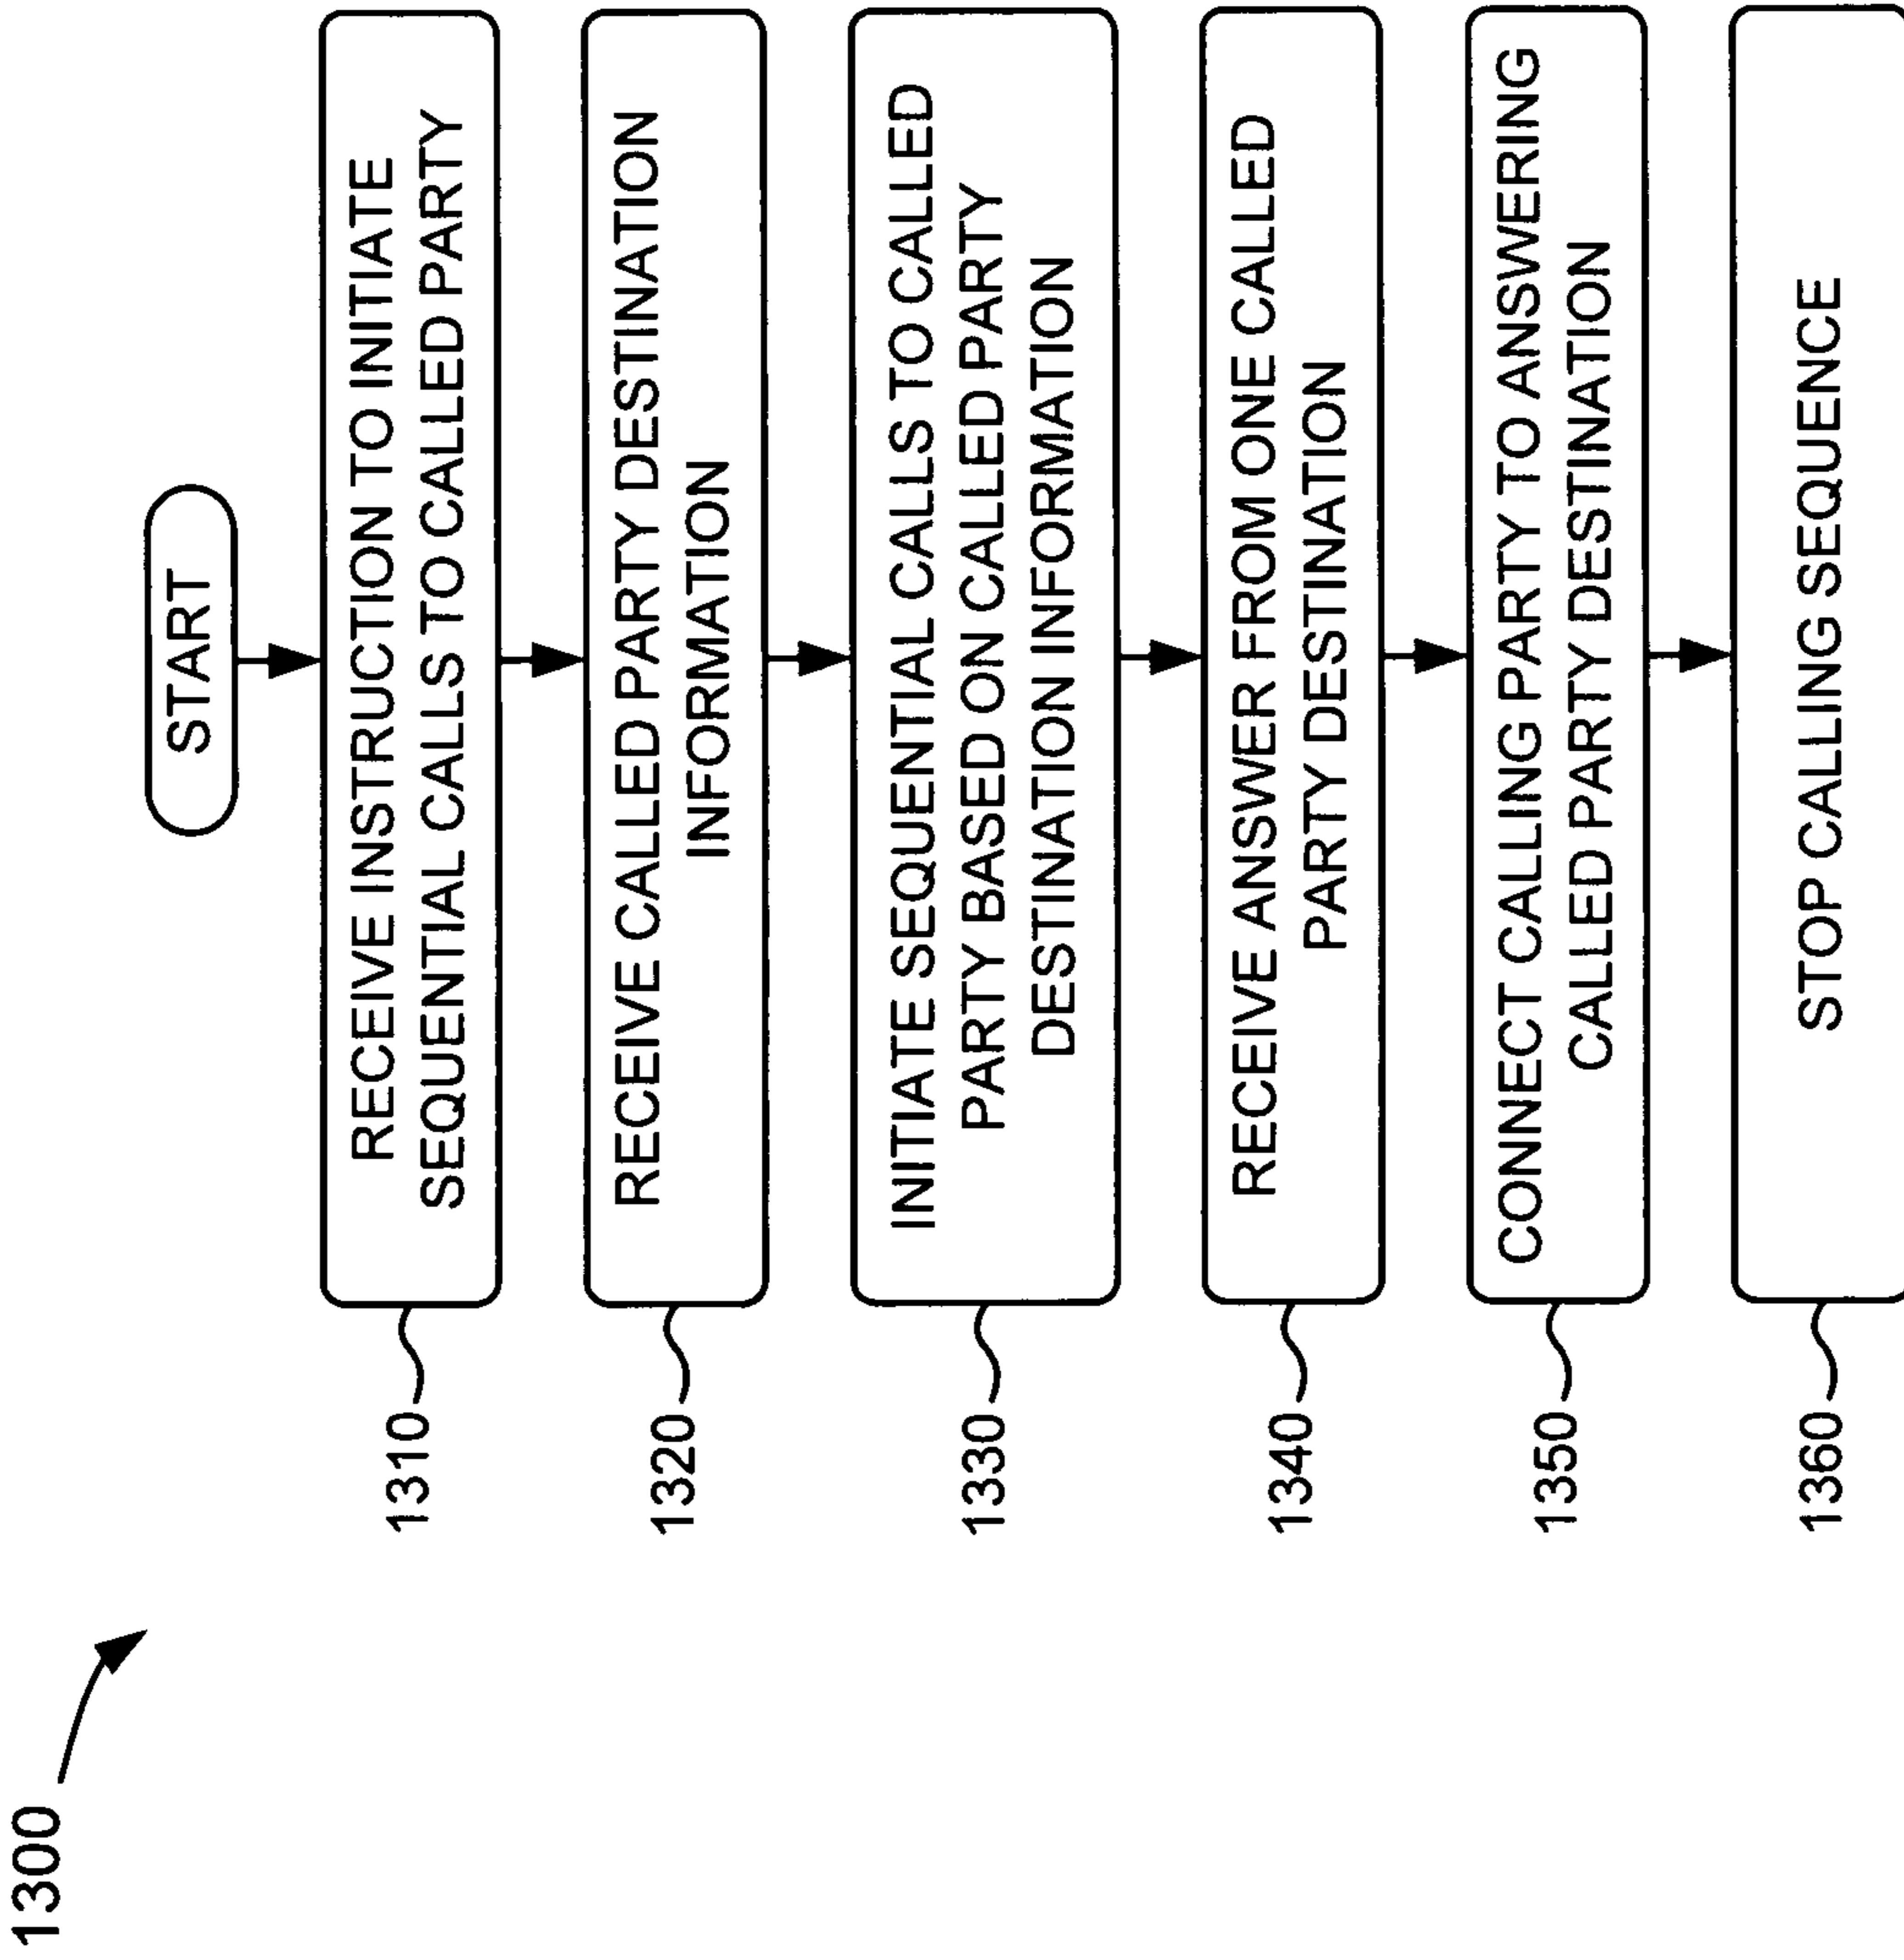 1300
START
1310
RECEIVE INSTRUCTION TO INITIATE
SEQUENTIAL CALLS TO CALLED PARTY
1320
RECEIVE CALLED PARTY DESTINATION
INFORMATION
1330
INITIATE SEQUENTIAL CALLS TO CALLED
PARTY BASED ON CALLED PARTY
DESTINATION INFORMATION
1340
RECEIVE ANSWER FROM ONE CALLED
PARTY DESTINATION
1350
CONNECT CALLING PARTY TO ANSWERING
CALLED PARTY DESTINATION
1360
STOP CALLING SEQUENCE